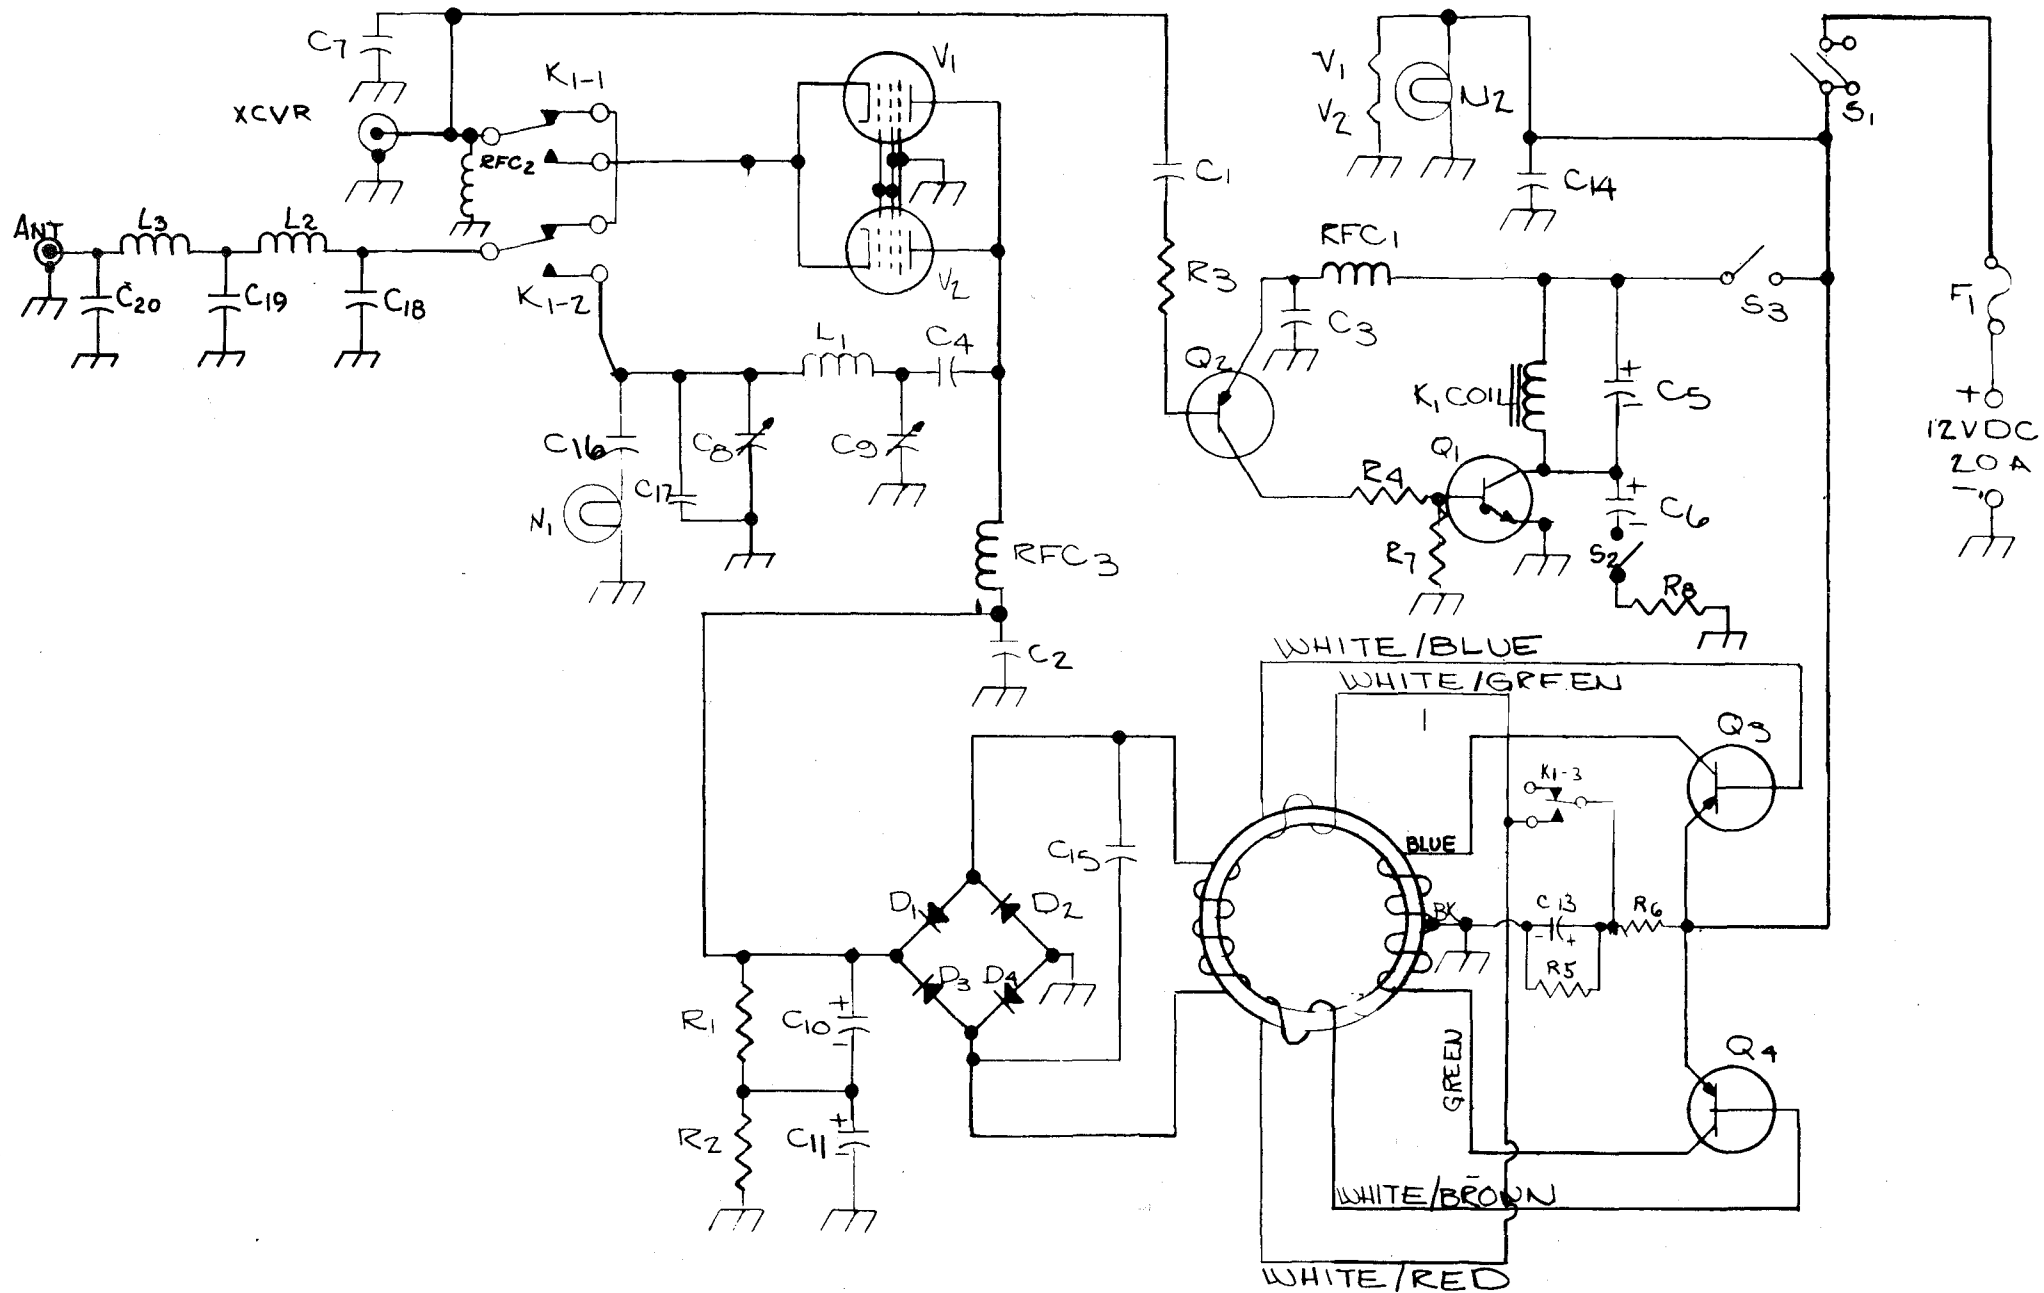 C7
XCVR
K1-1
V1
RFC2
ANT
L3
L2
C20
C19
C18
K1-2
V2
L1
C4
C16
C17
C8
C9
N1
RFC3
C2
C1
R3
V1
V2
N2
C14
S1
RFC1
C3
S3
F1
Q2
K1 COIL
C5
+
-
+
12VDC
20A
-
R4
Q1
R7
+
C6
-
S2
R8
WHITE/BLUE
WHITE/GREEN
Q3
K1-3
BLUE
BK
C13
-
+
R6
R5
C15
D1
D2
D3
D4
R1
C10
+
-
R2
C11
+
-
GREEN
Q4
WHITE/BROWN
WHITE/RED